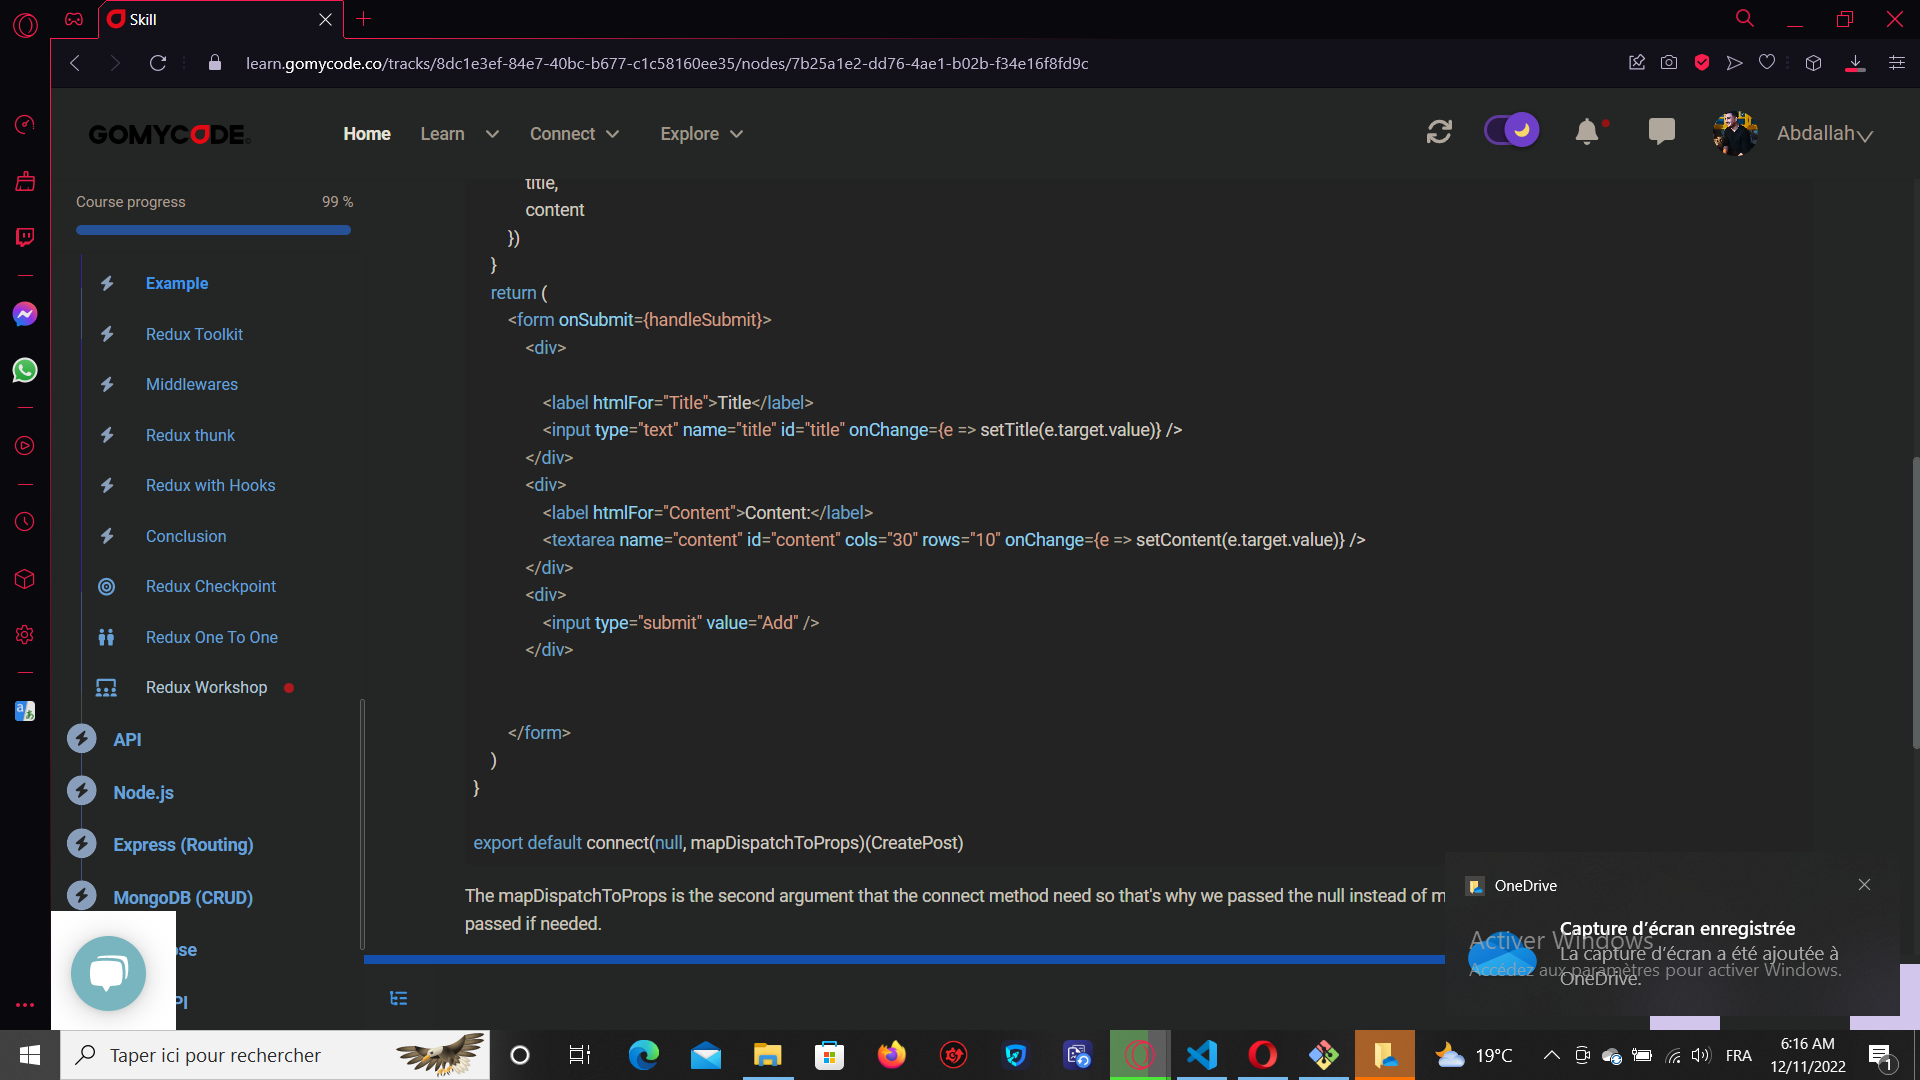 Skill
learn.gomycode.co/tracks/8dc1e3ef-84e7-40bc-b677-c1c58160ee35/nodes/7b25a1e2-dd76-4ae1-b02b-f34e16f8fd9c
GOMYCODE
Home
Learn
Connect
Explore
Abdallah
Course progress
99 %
Example
Redux Toolkit
Middlewares
Redux thunk
Redux with Hooks
Conclusion
Redux Checkpoint
Redux One To One
Redux Workshop
API
Node.js
Express (Routing)
MongoDB (CRUD)
title,
content
})
}
return (
<form onSubmit={handleSubmit}>
<div>
<label htmlFor="Title">Title</label>
<input type="text" name="title" id="title" onChange={e => setTitle(e.target.value)} />
</div>
<div>
<label htmlFor="Content">Content:</label>
<textarea name="content" id="content" cols="30" rows="10" onChange={e => setContent(e.target.value)} />
</div>
<div>
<input type="submit" value="Add" />
</div>
</form>
)
}
export default connect(null, mapDispatchToProps)(CreatePost)
The mapDispatchToProps is the second argument that the connect method need so that's why we passed the null instead of m
passed if needed.
OneDrive
Capture d'écran enregistrée
La capture d'écran a été ajoutée à
OneDrive.
Activer Windows
Accédez aux paramètres pour activer Windows.
Taper ici pour rechercher
19°C
FRA
6:16 AM
12/11/2022
1